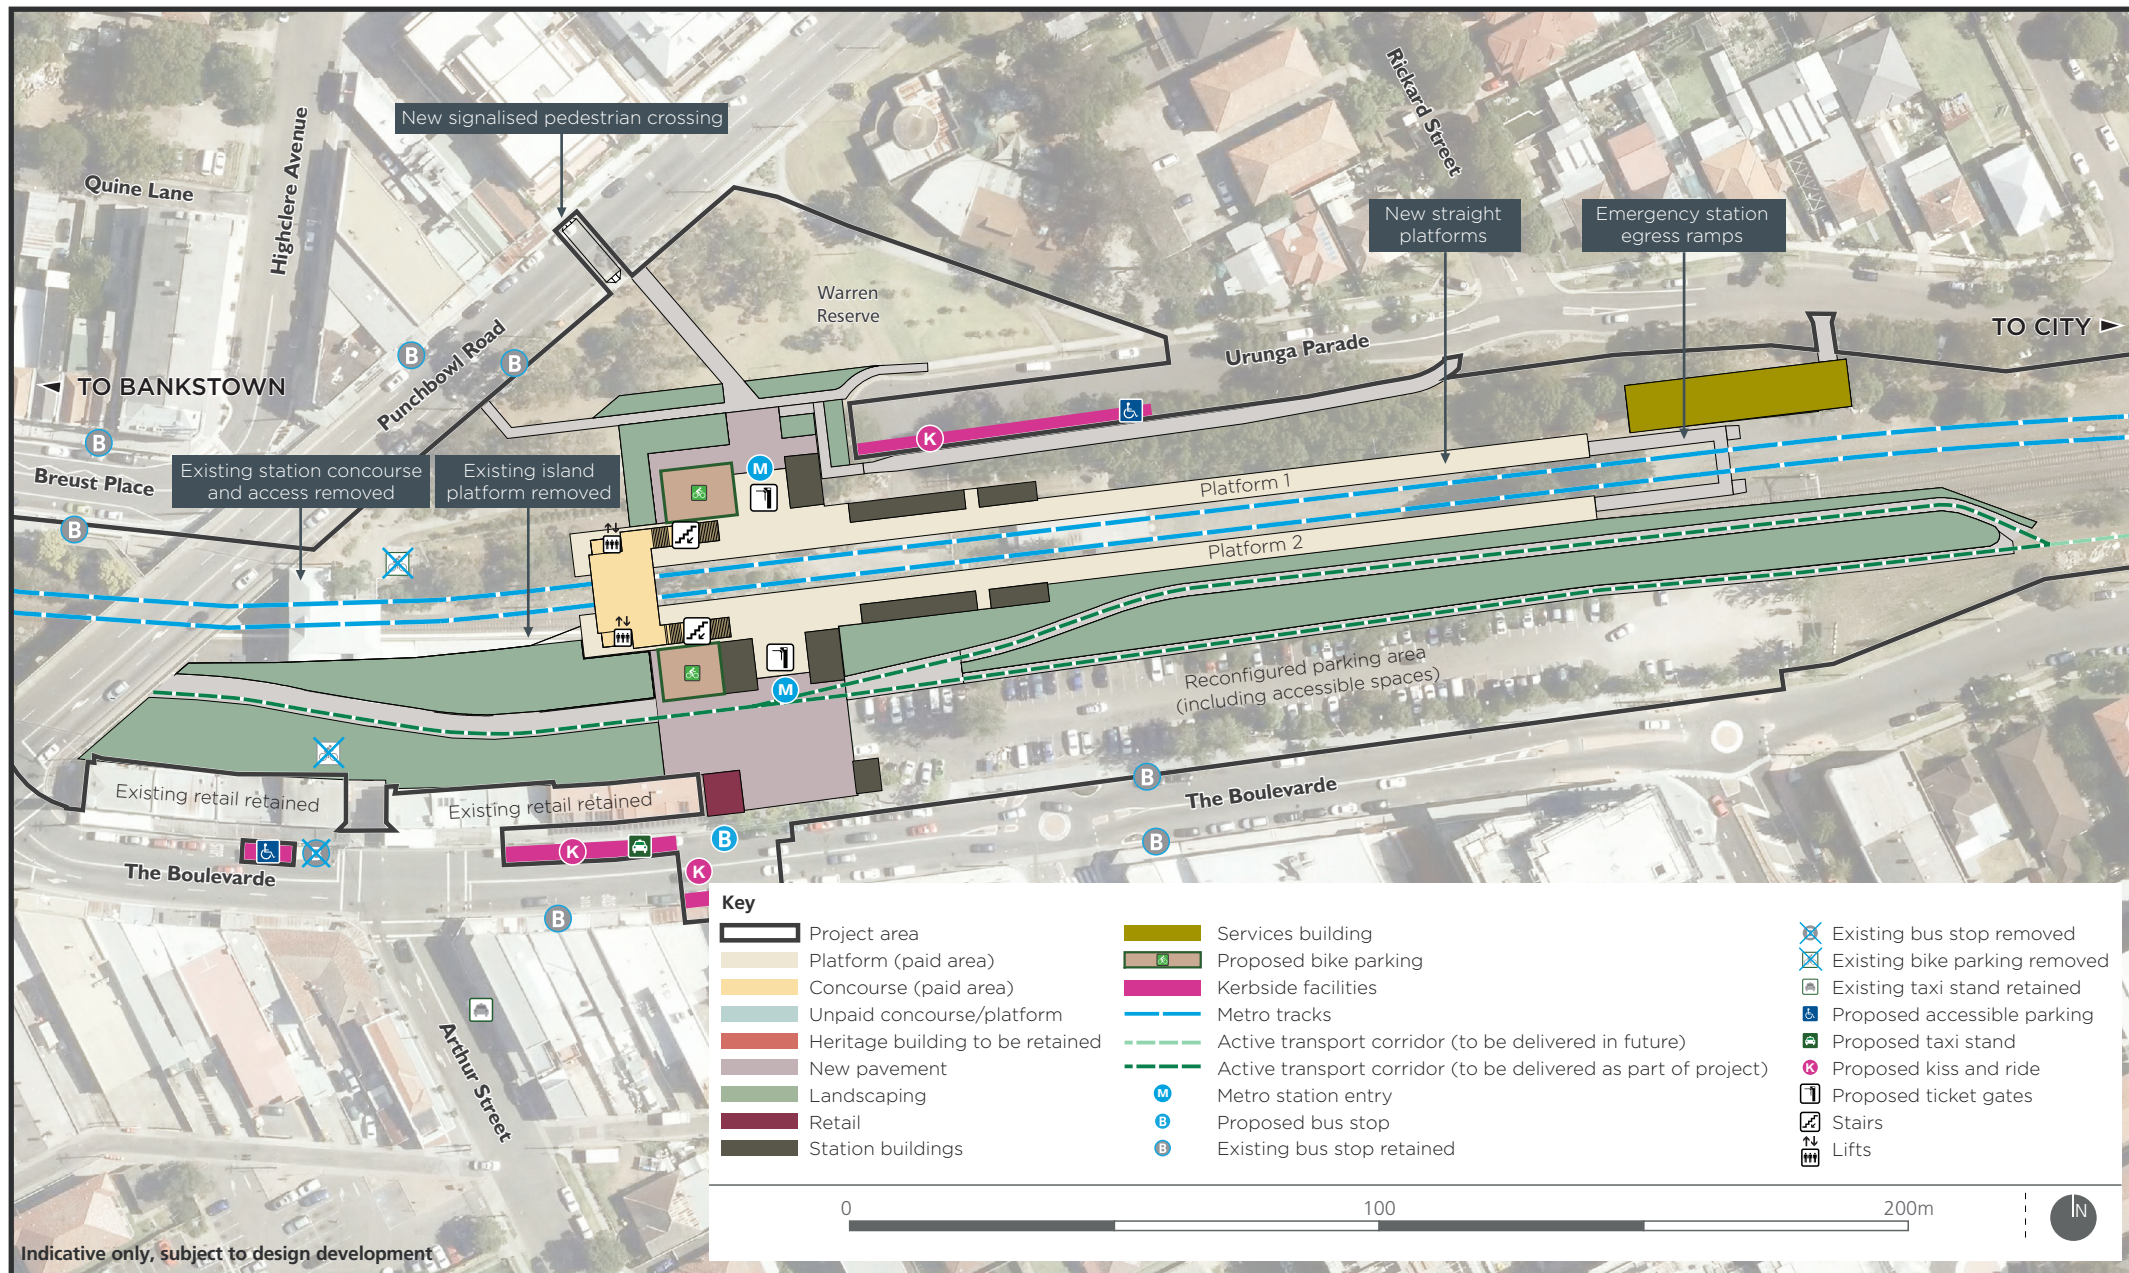 New signalised pedestrian crossing
Quine Lane
Highclere Avenue
Rickard Street
New straight
platforms
Emergency station
egress ramps
Warren
Reserve
TO CITY
Urunga Parade
TO BANKSTOWN
Punchbowl Road
B
B
B
B
Breust Place
Existing station concourse
and access removed
Existing island
platform removed
K
M
Platform 1
Platform 2
M
Reconfigured parking area
(including accessible spaces)
Existing retail retained
Existing retail retained
The Boulevarde
The Boulevarde
B
B
B
B
K
K
Arthur Street
Key
Project area
Platform (paid area)
Concourse (paid area)
Unpaid concourse/platform
Heritage building to be retained
New pavement
Landscaping
Retail
Station buildings
Services building
Proposed bike parking
Kerbside facilities
Metro tracks
Active transport corridor (to be delivered in future)
Active transport corridor (to be delivered as part of project)
M Metro station entry
B Proposed bus stop
B Existing bus stop retained
Existing bus stop removed
Existing bike parking removed
Existing taxi stand retained
Proposed accessible parking
Proposed taxi stand
K Proposed kiss and ride
Proposed ticket gates
Stairs
Lifts
0 100 200m
N
Indicative only, subject to design development